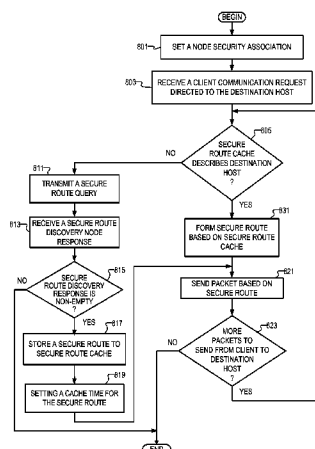 BEGIN
801
SET A NODE SECURITY ASSOCIATION
803
RECEIVE A CLIENT COMMUNICATION REQUEST
DIRECTED TO THE DESTINATION HOST
805
SECURE
ROUTE CACHE
DESCRIBES DESTINATION
HOST
?
NO
YES
811
TRANSMIT A SECURE
ROUTE QUERY
813
RECEIVE A SECURE ROUTE
DISCOVERY NODE
RESPONSE
831
FORM SECURE ROUTE
BASED ON SECURE ROUTE
CACHE
815
SECURE
ROUTE DISCOVERY
RESPONSE IS
NON-EMPTY
?
NO
YES
821
SEND PACKET BASED ON
SECURE ROUTE
817
STORE A SECURE ROUTE TO
SECURE ROUTE CACHE
823
MORE
PACKETS TO
SEND FROM CLIENT TO
DESTINATION
HOST
?
NO
YES
819
SETTING A CACHE TIME FOR
THE SECURE ROUTE
END